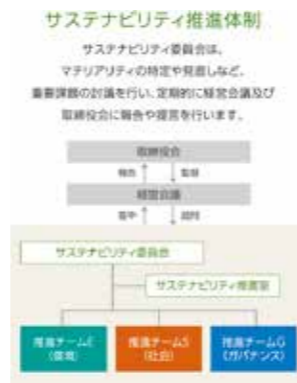 サステナビリティ推進体制
サステナビリティ委員会は、
マテリアリティの特定や見直しなど、
重要課題の討議を行い、定期的に経営会議及び
取締役会に報告や提言を行います。
取締役会
報告 監督
経営会議
答申 諮問
サステナビリティ委員会
サステナビリティ推進室
推進チームE
(環境)
推進チームS
(社会)
推進チームG
(ガバナンス)